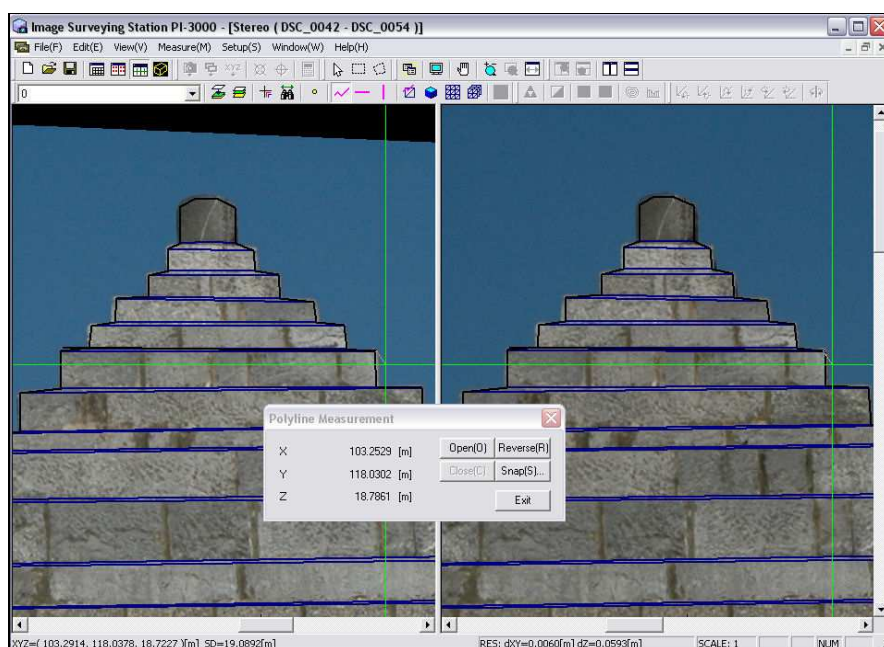 Image Surveying Station PI-3000 - [Stereo ( DSC_0042 - DSC_0054 )]
File(F) Edit(E) View(V) Measure(M) Setup(S) Window(W) Help(H)
XYZ
0
Polyline Measurement
X 103.2529 [m] Open(O) Reverse(R)
Y 118.0302 [m] Close(C) Snap(S)...
Z 18.7861 [m] Exit
XYZ=( 103.2914, 118.0378, 18.7227 )[m] SD=19.0892[m] RES: dXY=0.0060[m] dZ=0.0593[m] SCALE: 1 NUM